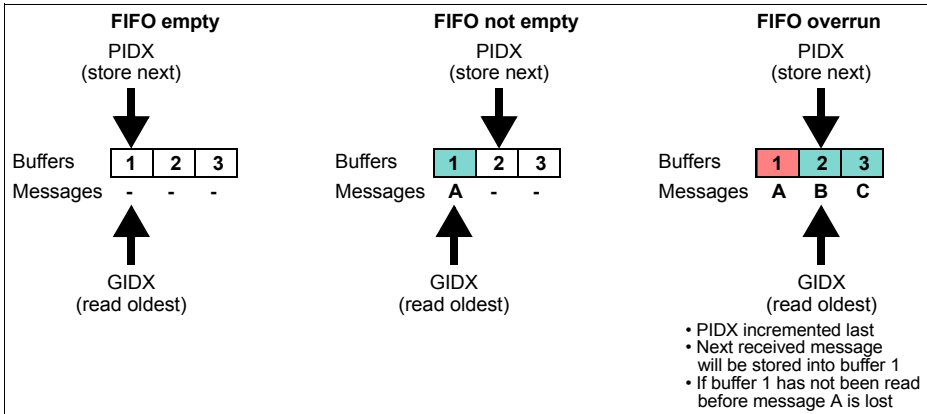 FIFO empty
PIDX
(store next)
Buffers 1 2 3
Messages - - -
GIDX
(read oldest)
FIFO not empty
PIDX
(store next)
Buffers 1 2 3
Messages A - -
GIDX
(read oldest)
FIFO overrun
PIDX
(store next)
Buffers 1 2 3
Messages A B C
GIDX
(read oldest)
• PIDX incremented last
• Next received message
will be stored into buffer 1
• If buffer 1 has not been read
before message A is lost